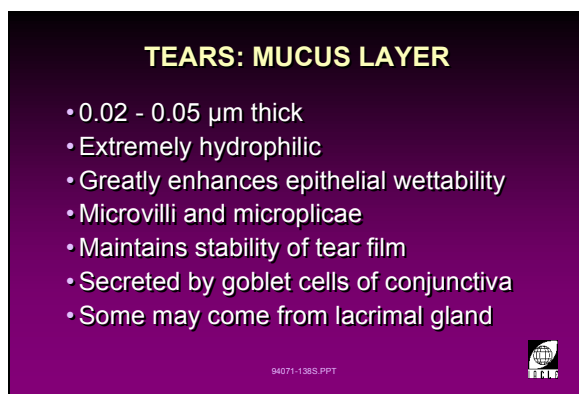 TEARS: MUCUS LAYER
• 0.02 - 0.05 µm thick
• Extremely hydrophilic
• Greatly enhances epithelial wettability
• Microvilli and microplicae
• Maintains stability of tear film
• Secreted by goblet cells of conjunctiva
• Some may come from lacrimal gland
94071-138S.PPT
IACLE